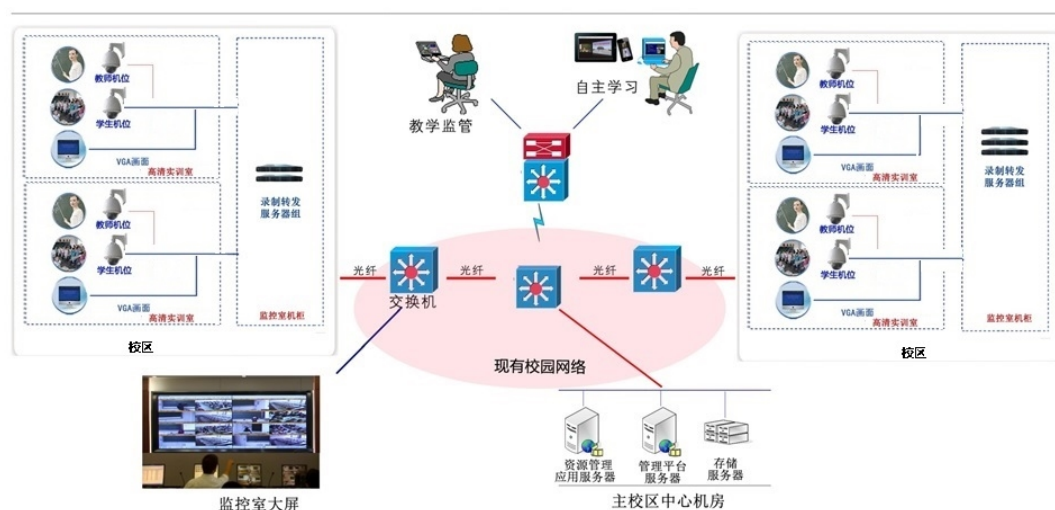 教师机位
学生机位
VGA画面
高清实训室
教师机位
学生机位
VGA画面
高清实训室
录制转发
服务器组
监控室机柜
校区
教学监管
自主学习
光纤
交换机
光纤
光纤
光纤
现有校园网络
教师机位
学生机位
VGA画面
高清实训室
教师机位
学生机位
VGA画面
高清实训室
录制转发
服务器组
监控室机柜
校区
监控室大屏
资源管理
应用服务器
管理平台
服务器
存储
服务器
主校区中心机房